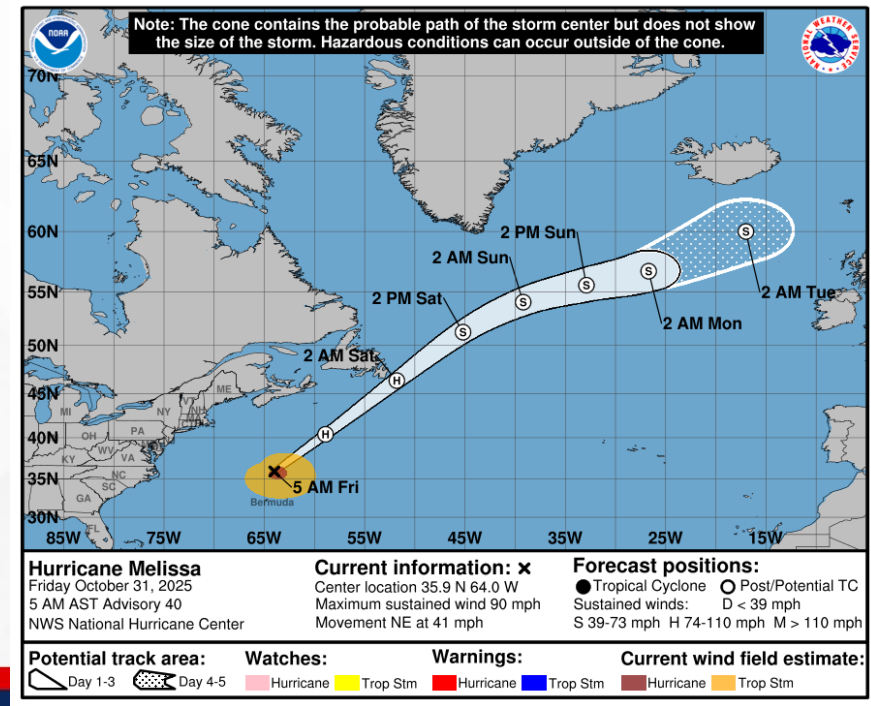 Note: The cone contains the probable path of the storm center but does not show
the size of the storm. Hazardous conditions can occur outside of the cone.
NOAA
NATIONAL WEATHER SERVICE
70N
65N
60N
55N
50N
45N
40N
35N
30N
2 PM Sun
2 AM Sun
2 PM Sat
2 AM Sat
2 AM Tue
2 AM Mon
5 AM Fri
S
S
S
S
S
H
H
ME
VT
NH
MA
NY
MI
PA
OH
WV
KY
VA
NC
SC
GA
FL
Bermuda
85W 75W 65W 55W 45W 35W 25W 15W
Hurricane Melissa
Friday October 31, 2025
5 AM AST Advisory 40
NWS National Hurricane Center
Current information: x
Center location 35.9 N 64.0 W
Maximum sustained wind 90 mph
Movement NE at 41 mph
Forecast positions:
Tropical Cyclone Post/Potential TC
Sustained winds: D < 39 mph
S 39-73 mph H 74-110 mph M > 110 mph
Potential track area:
Day 1-3 Day 4-5
Watches:
Hurricane Trop Stm
Warnings:
Hurricane Trop Stm
Current wind field estimate:
Hurricane Trop Stm